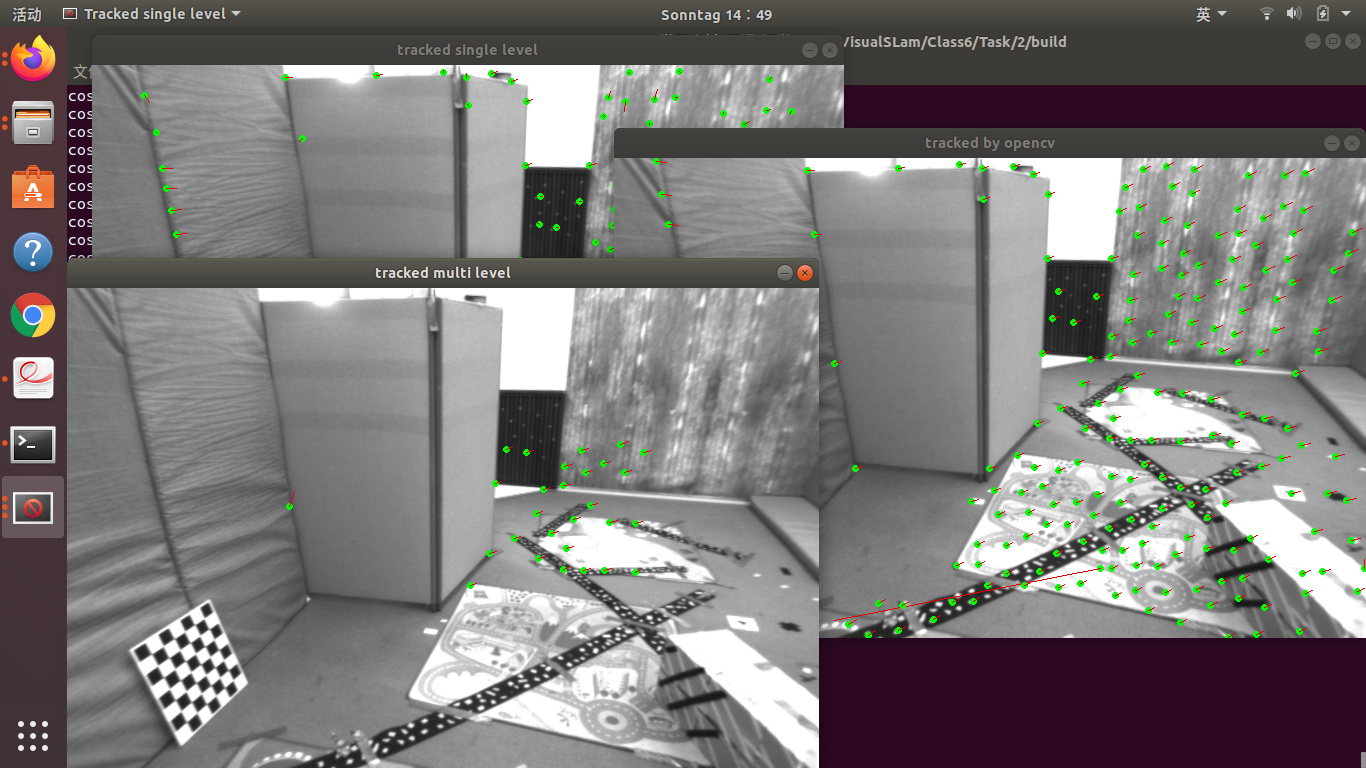 活动 Tracked single level Sonntag 14：49 英
tracked single level
/isualSLam/Class6/Task/2/build
文
cos
cos
cos
cos
cos
cos
cos
cos
cos
tracked by opencv
tracked multi level